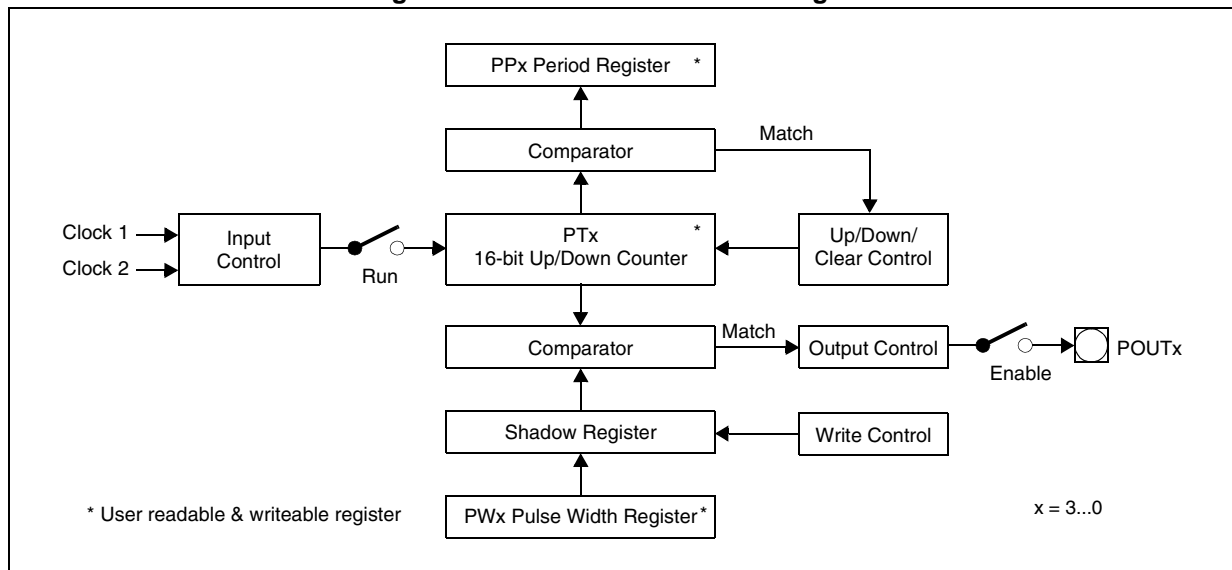 PPx Period Register *
Match
Comparator
Clock 1
Clock 2
Input
Control
Run
PTx *
16-bit Up/Down Counter
Up/Down/
Clear Control
Comparator
Match
Output Control
Enable
POUTx
Shadow Register
Write Control
* User readable & writeable register
PWx Pulse Width Register *
x = 3...0